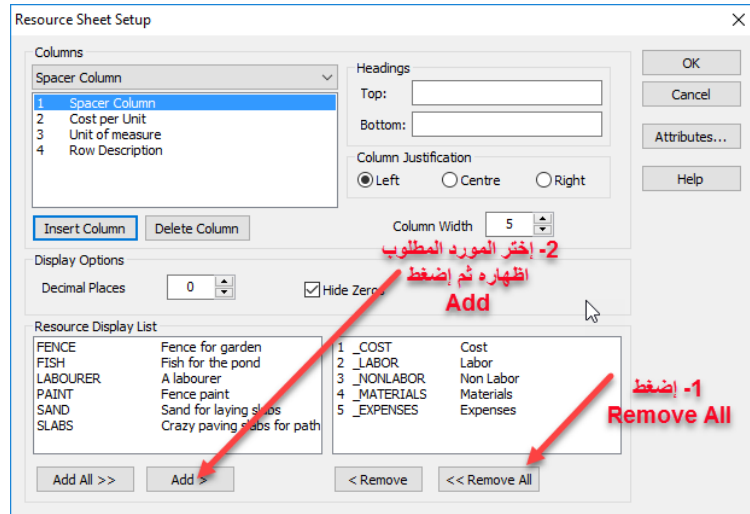 Resource Sheet Setup
Columns
Spacer Column
1 Spacer Column
2 Cost per Unit
3 Unit of measure
4 Row Description
Insert Column
Delete Column
Headings
Top:
Bottom:
Column Justification
Left
Centre
Right
Column Width 5
OK
Cancel
Attributes...
Help
Display Options
Decimal Places 0
Hide Zeros
2- إختر المورد المطلوب
اظهاره ثم إضغط
Add
Resource Display List
FENCE Fence for garden
FISH Fish for the pond
LABOURER A labourer
PAINT Fence paint
SAND Sand for laying slabs
SLABS Crazy paving slabs for path
1 _COST Cost
2 _LABOR Labor
3 _NONLABOR Non Labor
4 _MATERIALS Materials
5 _EXPENSES Expenses
1- إضغط
Remove All
Add All >>
Add >
< Remove
<< Remove All